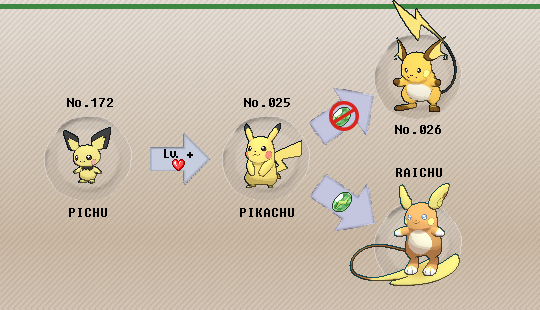 No.172
Lv. +
PICHU
No.025
PIKACHU
No.026
RAICHU